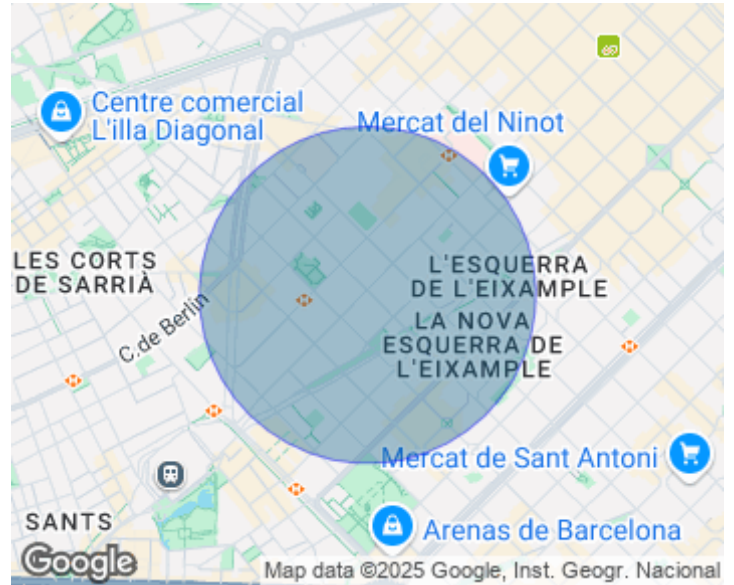 Centre comercial
L'illa Diagonal
Mercat del Ninot
LES CORTS
DE SARRIÀ
L'ESQUERRA
DE L'EIXAMPLE
C. de Berlín
LA NOVA
ESQUERRA DE
L'EIXAMPLE
Mercat de Sant Antoni
SANTS
Arenas de Barcelona
Google
Map data ©2025 Google, Inst. Geogr. Nacional